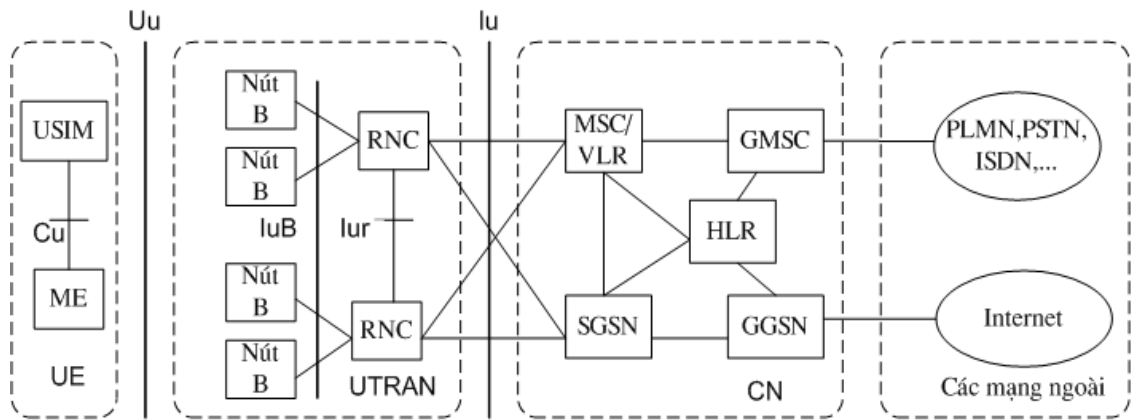 Uu
Iu
USIM
Cu
ME
UE
Nút
B
Nút
B
Nút
B
Nút
B
IuB
RNC
Iur
RNC
UTRAN
MSC/
VLR
GMSC
HLR
SGSN
GGSN
CN
PLMN,PSTN,
ISDN,...
Internet
Các mạng ngoài